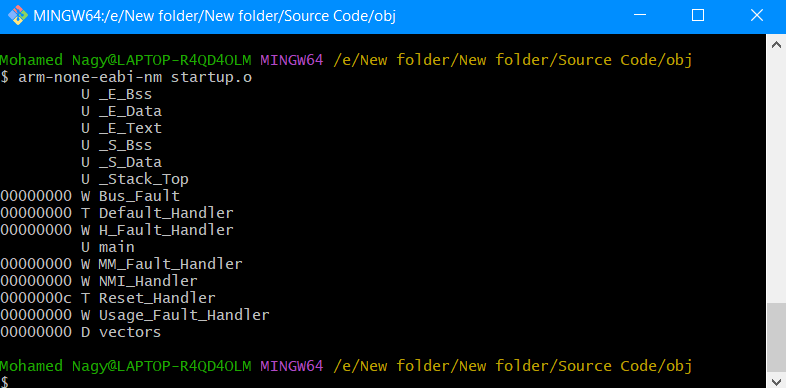 MINGW64:/e/New folder/New folder/Source Code/obj
Mohamed Nagy@LAPTOP-R4QD4OLM MINGW64 /e/New folder/New folder/Source Code/obj
$ arm-none-eabi-nm startup.o
         U _E_Bss
         U _E_Data
         U _E_Text
         U _S_Bss
         U _S_Data
         U _Stack_Top
00000000 W Bus_Fault
00000000 T Default_Handler
00000000 W H_Fault_Handler
         U main
00000000 W MM_Fault_Handler
00000000 W NMI_Handler
0000000c T Reset_Handler
00000000 W Usage_Fault_Handler
00000000 D vectors
Mohamed Nagy@LAPTOP-R4QD4OLM MINGW64 /e/New folder/New folder/Source Code/obj
$